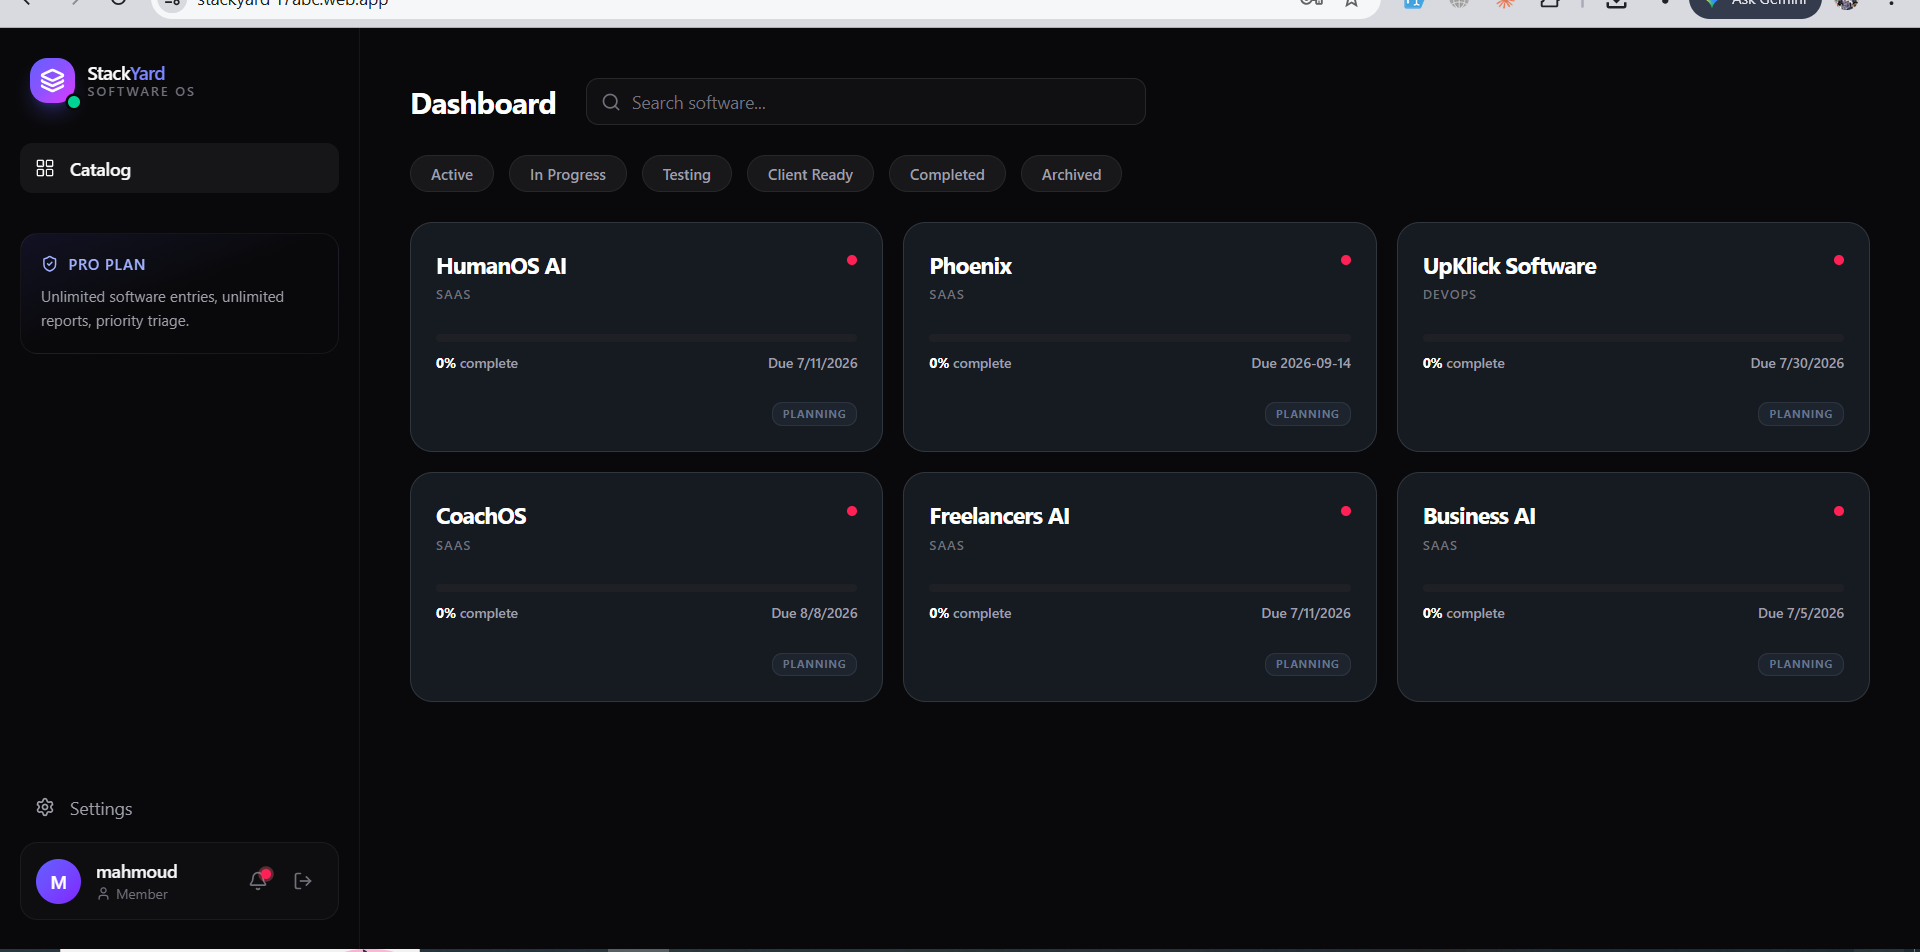 StackYard
SOFTWARE OS
Catalog
PRO PLAN
Unlimited software entries, unlimited
reports, priority triage.
Settings
M
mahmoud
Member
Dashboard
Search software...
Active
In Progress
Testing
Client Ready
Completed
Archived
HumanOS AI
SAAS
0% complete
Due 7/11/2026
PLANNING
Phoenix
SAAS
0% complete
Due 2026-09-14
PLANNING
UpKlick Software
DEVOPS
0% complete
Due 7/30/2026
PLANNING
CoachOS
SAAS
0% complete
Due 8/8/2026
PLANNING
Freelancers AI
SAAS
0% complete
Due 7/11/2026
PLANNING
Business AI
SAAS
0% complete
Due 7/5/2026
PLANNING